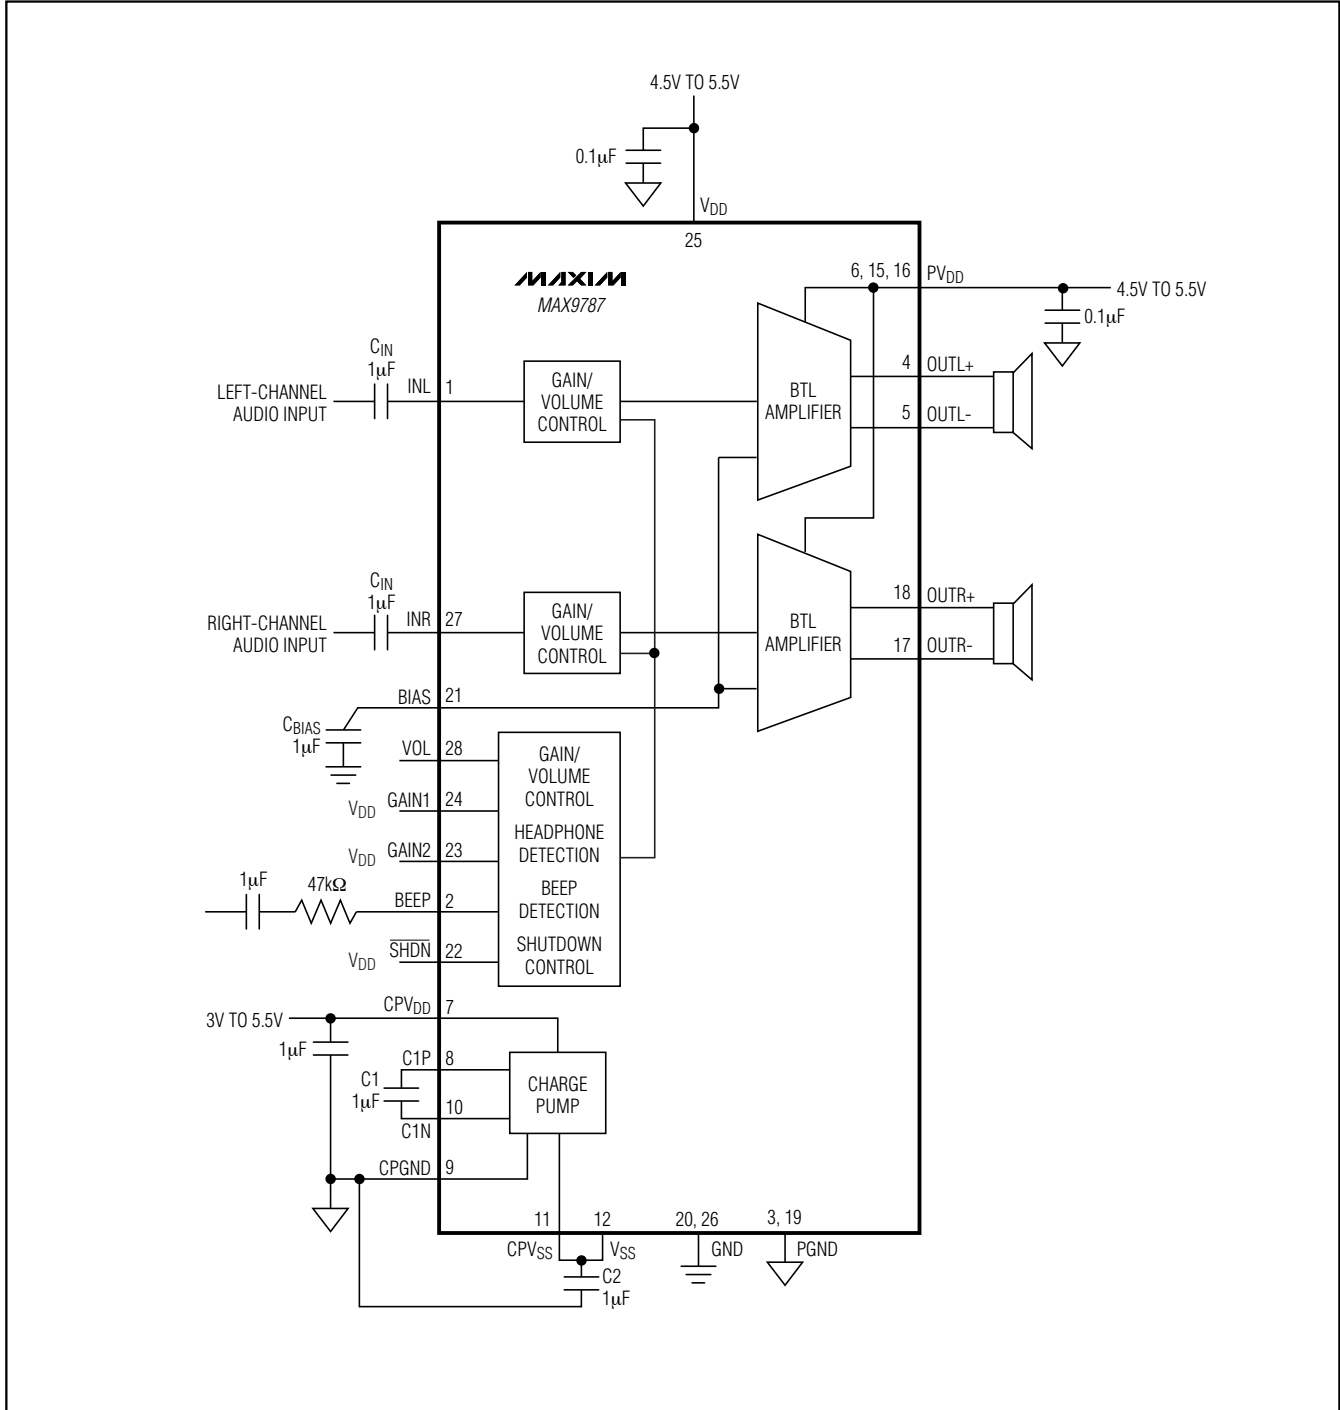 4.5V TO 5.5V
0.1μF
VDD
25
MAXIM
MAX9787
6, 15, 16
PVDD
4.5V TO 5.5V
0.1μF
CIN
1μF
LEFT-CHANNEL
AUDIO INPUT
INL
1
GAIN/
VOLUME
CONTROL
BTL
AMPLIFIER
4
OUTL+
5
OUTL-
CIN
1μF
RIGHT-CHANNEL
AUDIO INPUT
INR
27
GAIN/
VOLUME
CONTROL
BTL
AMPLIFIER
18
OUTR+
17
OUTR-
BIAS
21
CBIAS
1μF
VOL
28
VDD
GAIN1
24
VDD
GAIN2
23
1μF
47kΩ
BEEP
2
VDD
SHDN
22
GAIN/
VOLUME
CONTROL
HEADPHONE
DETECTION
BEEP
DETECTION
SHUTDOWN
CONTROL
3V TO 5.5V
CPVDD
7
1μF
C1P
8
C1
1μF
10
C1N
CHARGE
PUMP
CPGND
9
11
12
20, 26
3, 19
CPVSS
VSS
GND
PGND
C2
1μF